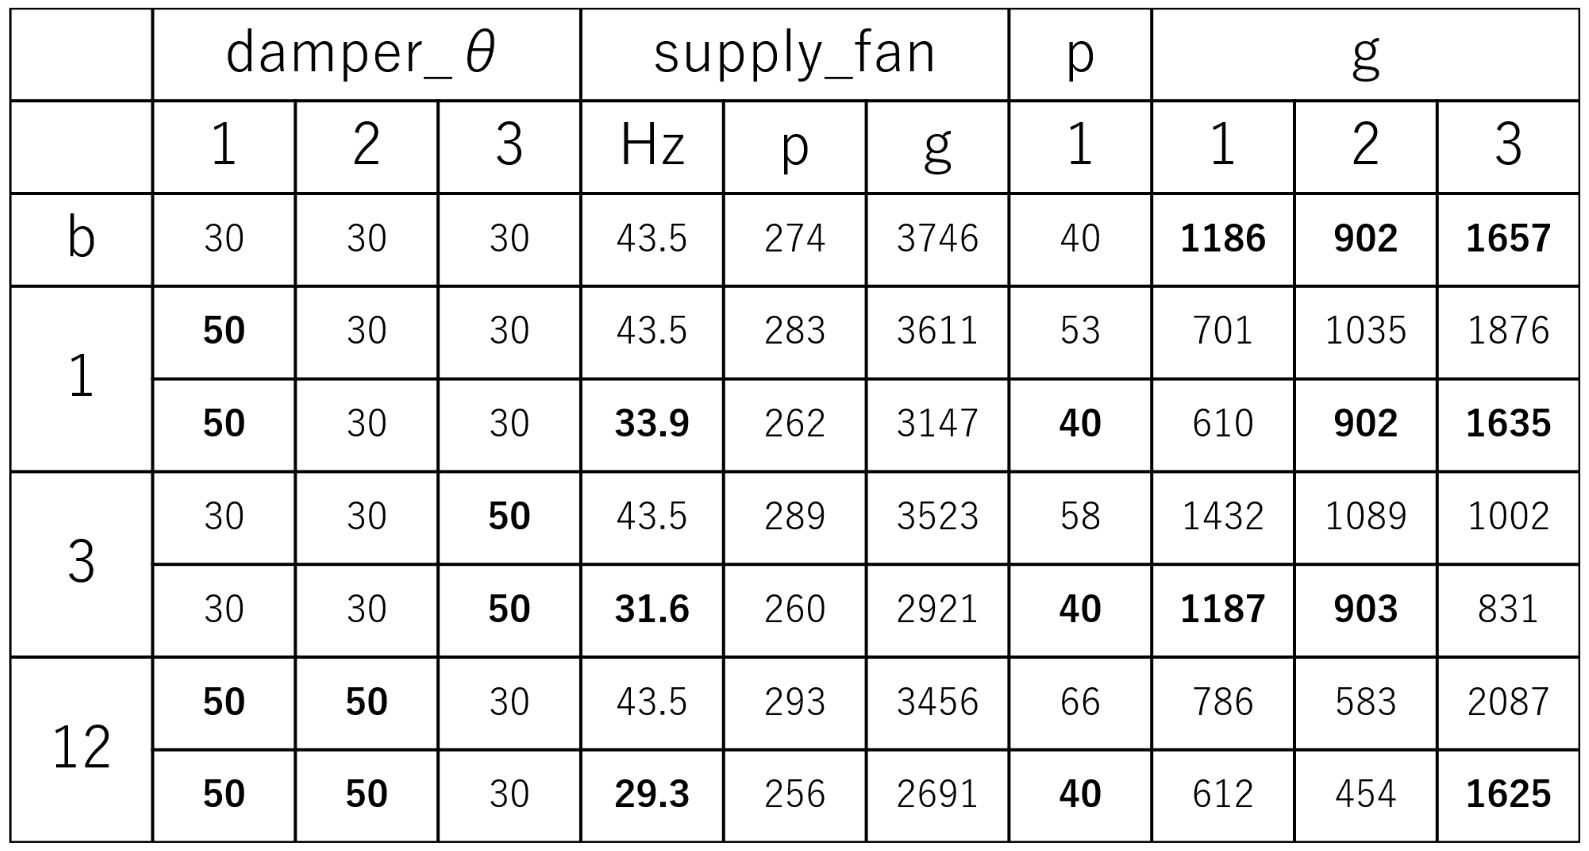 damper_θ supply_fan p g
1 2 3 Hz p g 1 1 2 3
b 30 30 30 43.5 274 3746 40 1186 902 1657
1 50 30 30 43.5 283 3611 53 701 1035 1876
50 30 30 33.9 262 3147 40 610 902 1635
3 30 30 50 43.5 289 3523 58 1432 1089 1002
30 30 50 31.6 260 2921 40 1187 903 831
12 50 50 30 43.5 293 3456 66 786 583 2087
50 50 30 29.3 256 2691 40 612 454 1625